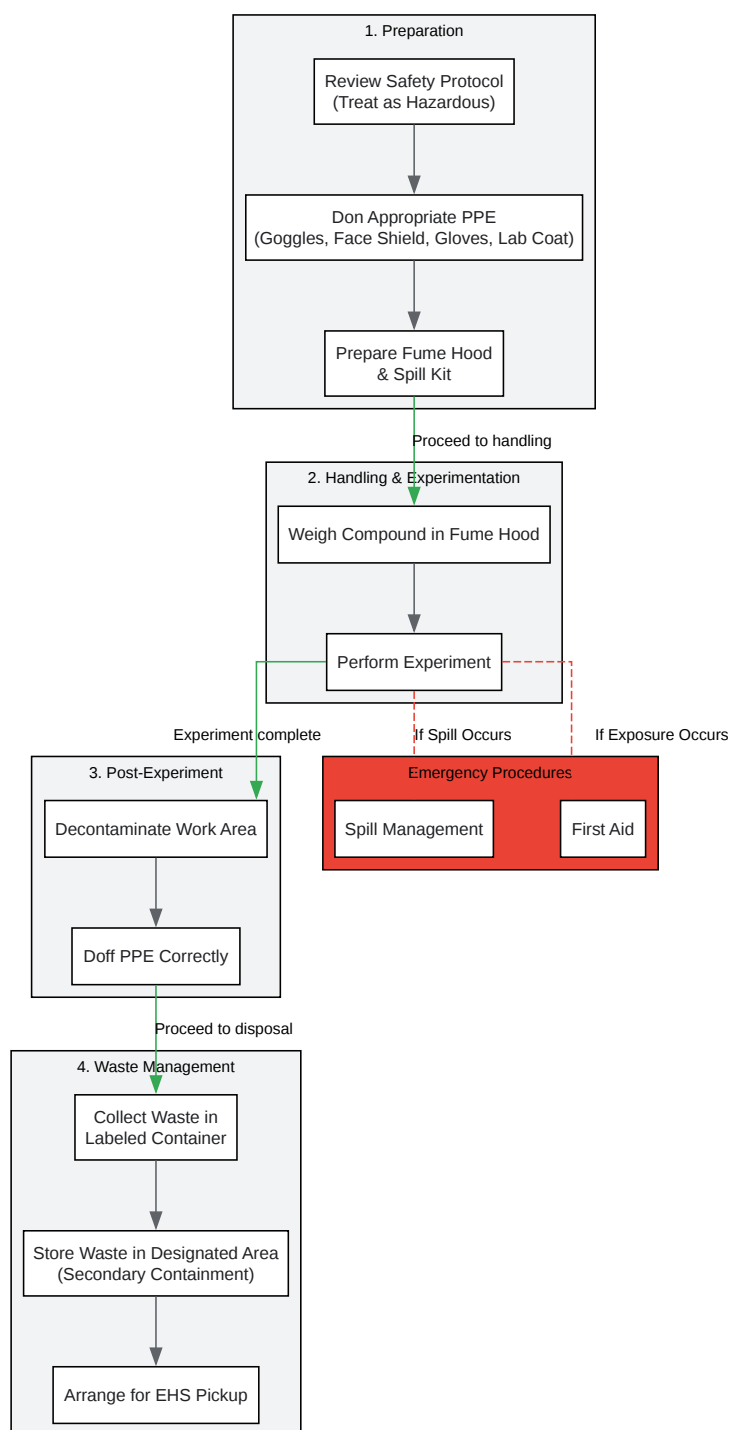 1. Preparation
Review Safety Protocol
(Treat as Hazardous)
Don Appropriate PPE
(Goggles, Face Shield, Gloves, Lab Coat)
Prepare Fume Hood
& Spill Kit
Proceed to handling
2. Handling & Experimentation
Weigh Compound in Fume Hood
Perform Experiment
Experiment complete
If Spill Occurs
If Exposure Occurs
3. Post-Experiment
Emergency Procedures
Decontaminate Work Area
Spill Management
First Aid
Doff PPE Correctly
Proceed to disposal
4. Waste Management
Collect Waste in
Labeled Container
Store Waste in Designated Area
(Secondary Containment)
Arrange for EHS Pickup